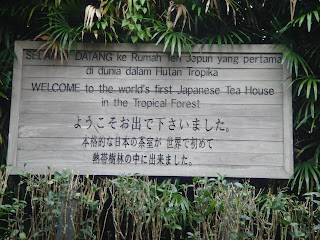 SELAMAT DATANG ke Rumah Teh Jepun yang pertama
di dunia dalam Hutan Tropika
WELCOME to the world's first Japanese Tea House
in the Tropical Forest
ようこそお出で下さいました。
本格的な日本の茶室が 世界で初めて
熱帯樹林の中に出来ました。